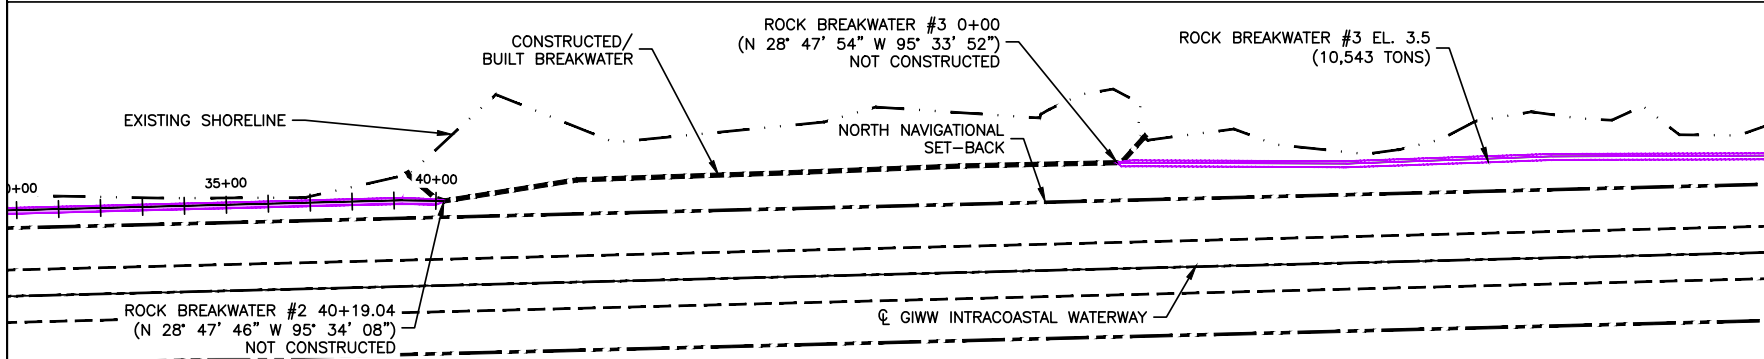 ROCK BREAKWATER #3 0+00
(N 28° 47' 54" W 95° 33' 52")
NOT CONSTRUCTED
CONSTRUCTED/
BUILT BREAKWATER
ROCK BREAKWATER #3 EL. 3.5
(10,543 TONS)
EXISTING SHORELINE
NORTH NAVIGATIONAL
SET-BACK
0+00
35+00
40+00
ROCK BREAKWATER #2 40+19.04
(N 28° 47' 46" W 95° 34' 08")
NOT CONSTRUCTED
℄ GIWW INTRACOASTAL WATERWAY